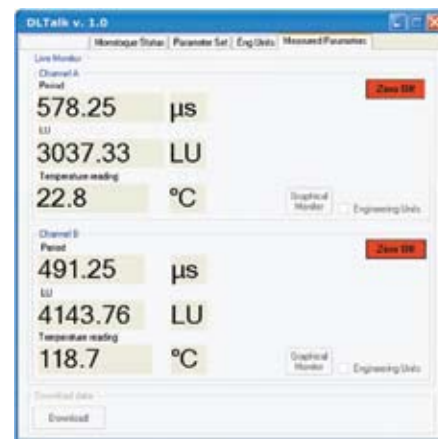 DLTalk v. 1.0
Monologue Status Parameter Set Eng Units Measured Parameters
Live Monitor
Channel A
Period
Zero Off
578.25 µs
LU
3037.33 LU
Temperature reading
22.8 ºC
Graphical Monitor
Engineering Units
Channel B
Period
Zero Off
491.25 µs
LU
4143.76 LU
Temperature reading
118.7 ºC
Graphical Monitor
Engineering Units
Download data
Download